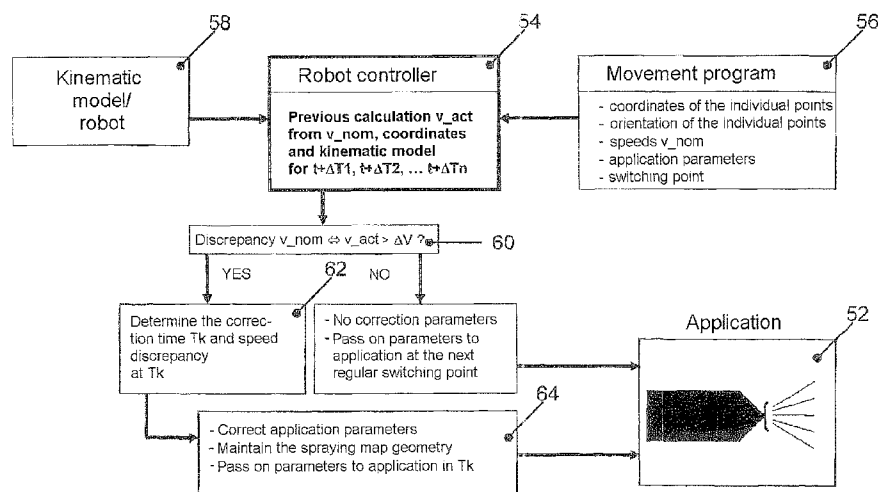 58
54
56
Kinematic
model/
robot
Robot controller
Previous calculation v_act
from v_nom, coordinates
and kinematic model
for t+ΔT1, t+ΔT2, ... t+ΔTn
Movement program
- coordinates of the individual points
- orientation of the individual points
- speeds v_nom
- application parameters
- switching point
Discrepancy v_nom ⇔ v_act > ΔV ?
60
YES
62
NO
Determine the correc-
tion time Tk and speed
discrepancy
at Tk
- No correction parameters
- Pass on parameters to
application at the next
regular switching point
Application
52
64
- Correct application parameters
- Maintain the spraying map geometry
- Pass on parameters to application in Tk